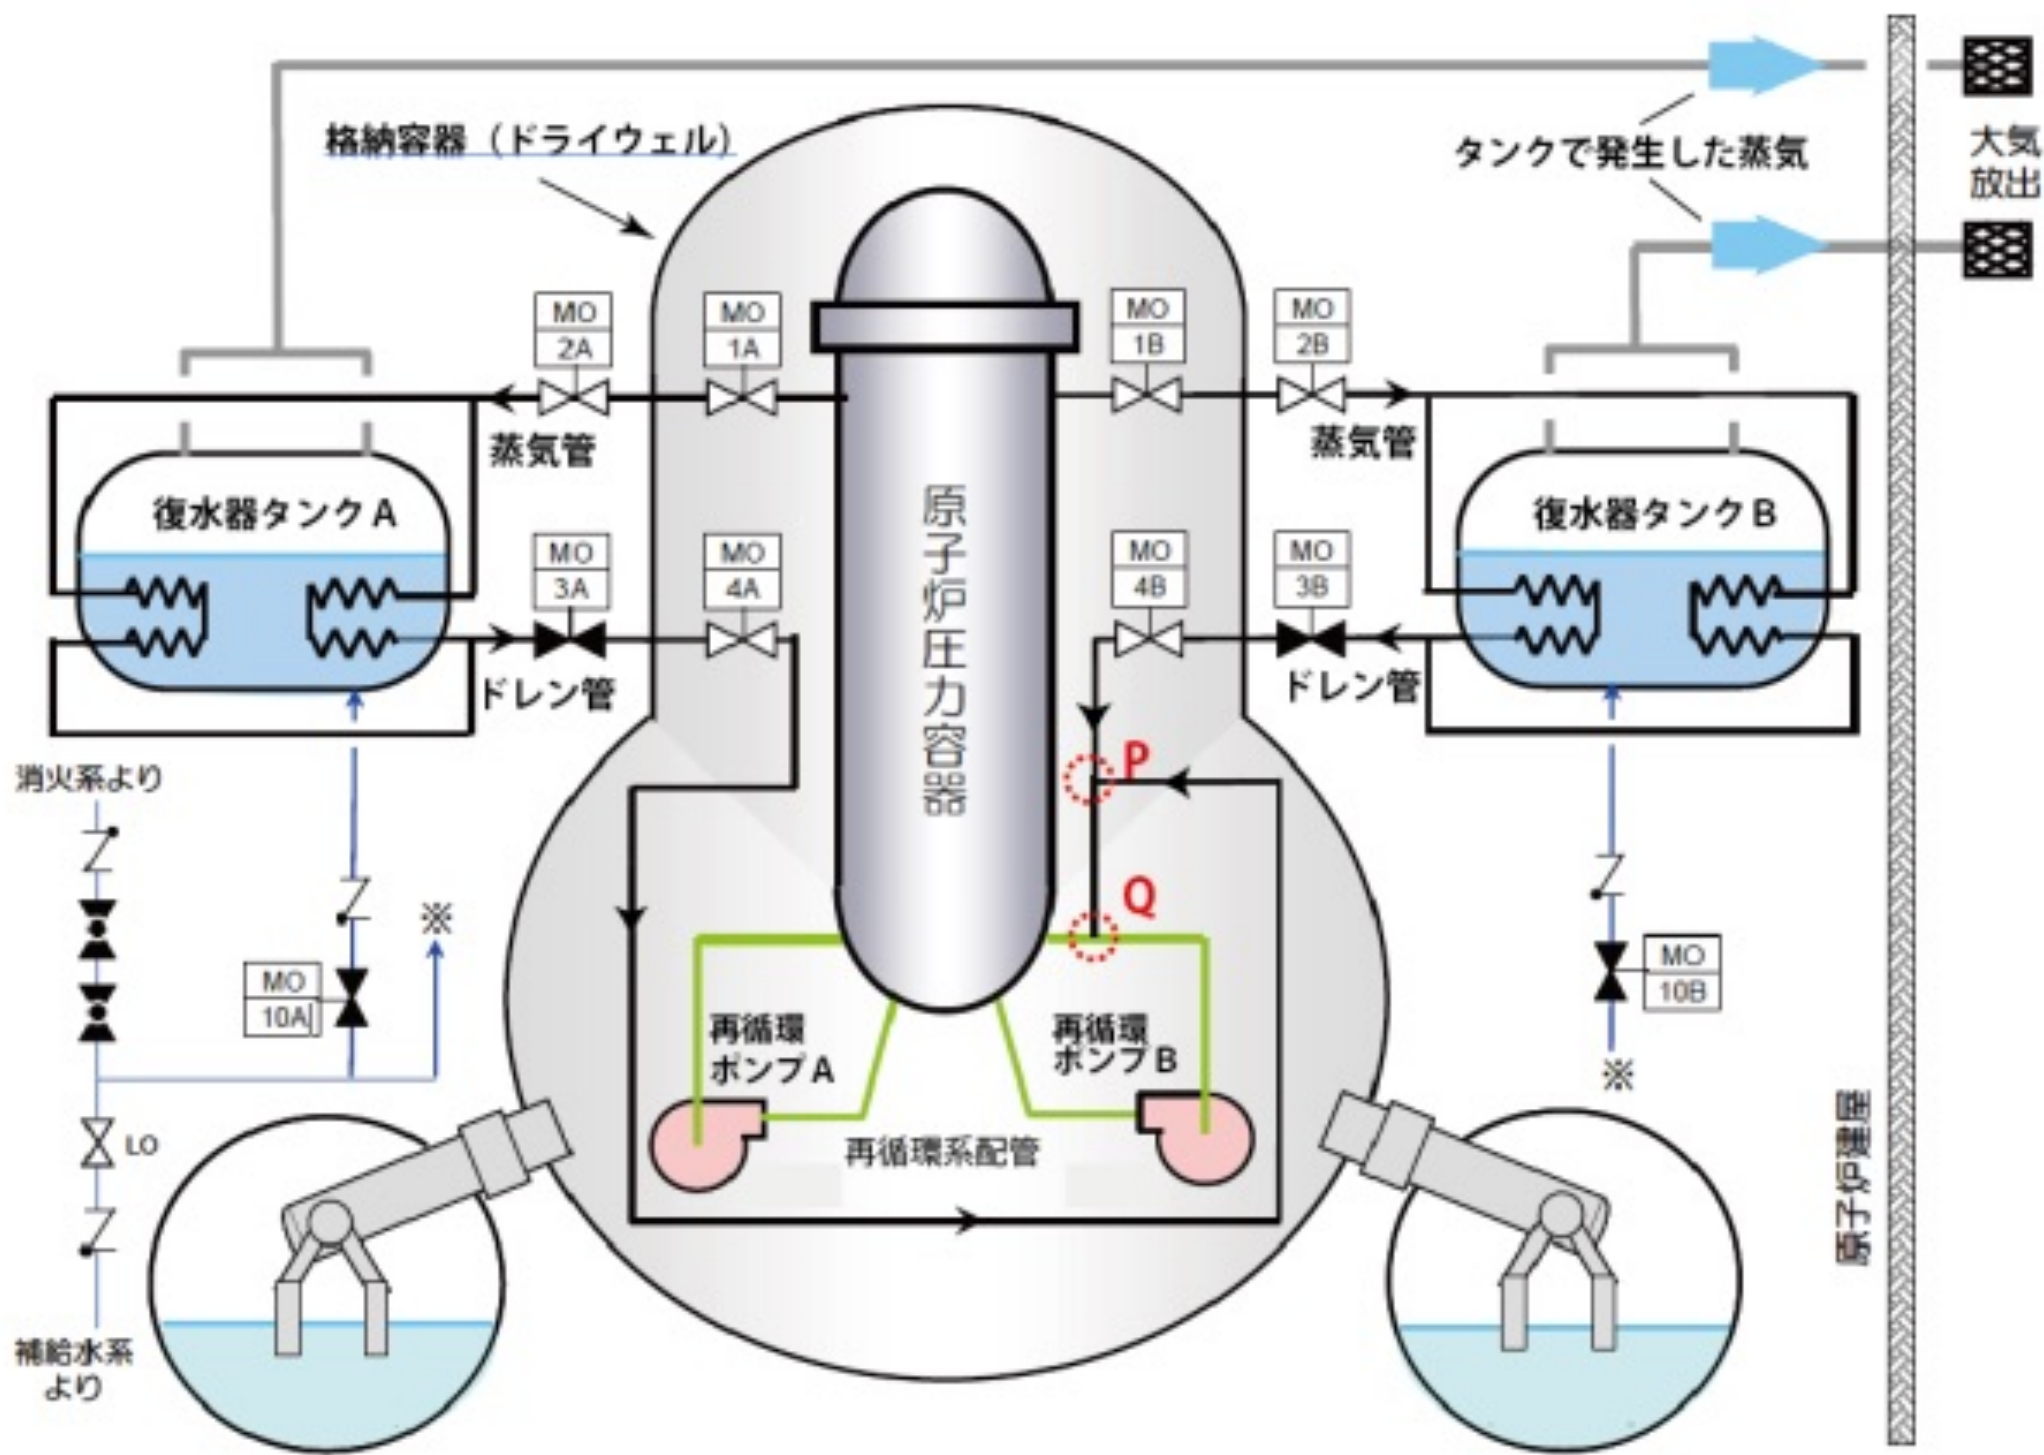 格納容器（ドライウェル）
タンクで発生した蒸気
大気
放出
MO
2A
MO
1A
MO
1B
MO
2B
蒸気管
蒸気管
復水器タンクA
復水器タンクB
原子炉圧力容器
MO
3A
MO
4A
MO
4B
MO
3B
ドレン管
ドレン管
P
消火系より
Q
※
MO
10A
MO
10B
再循環
ポンプA
再循環
ポンプB
※
LO
再循環系配管
原子炉建屋
補給水系
より